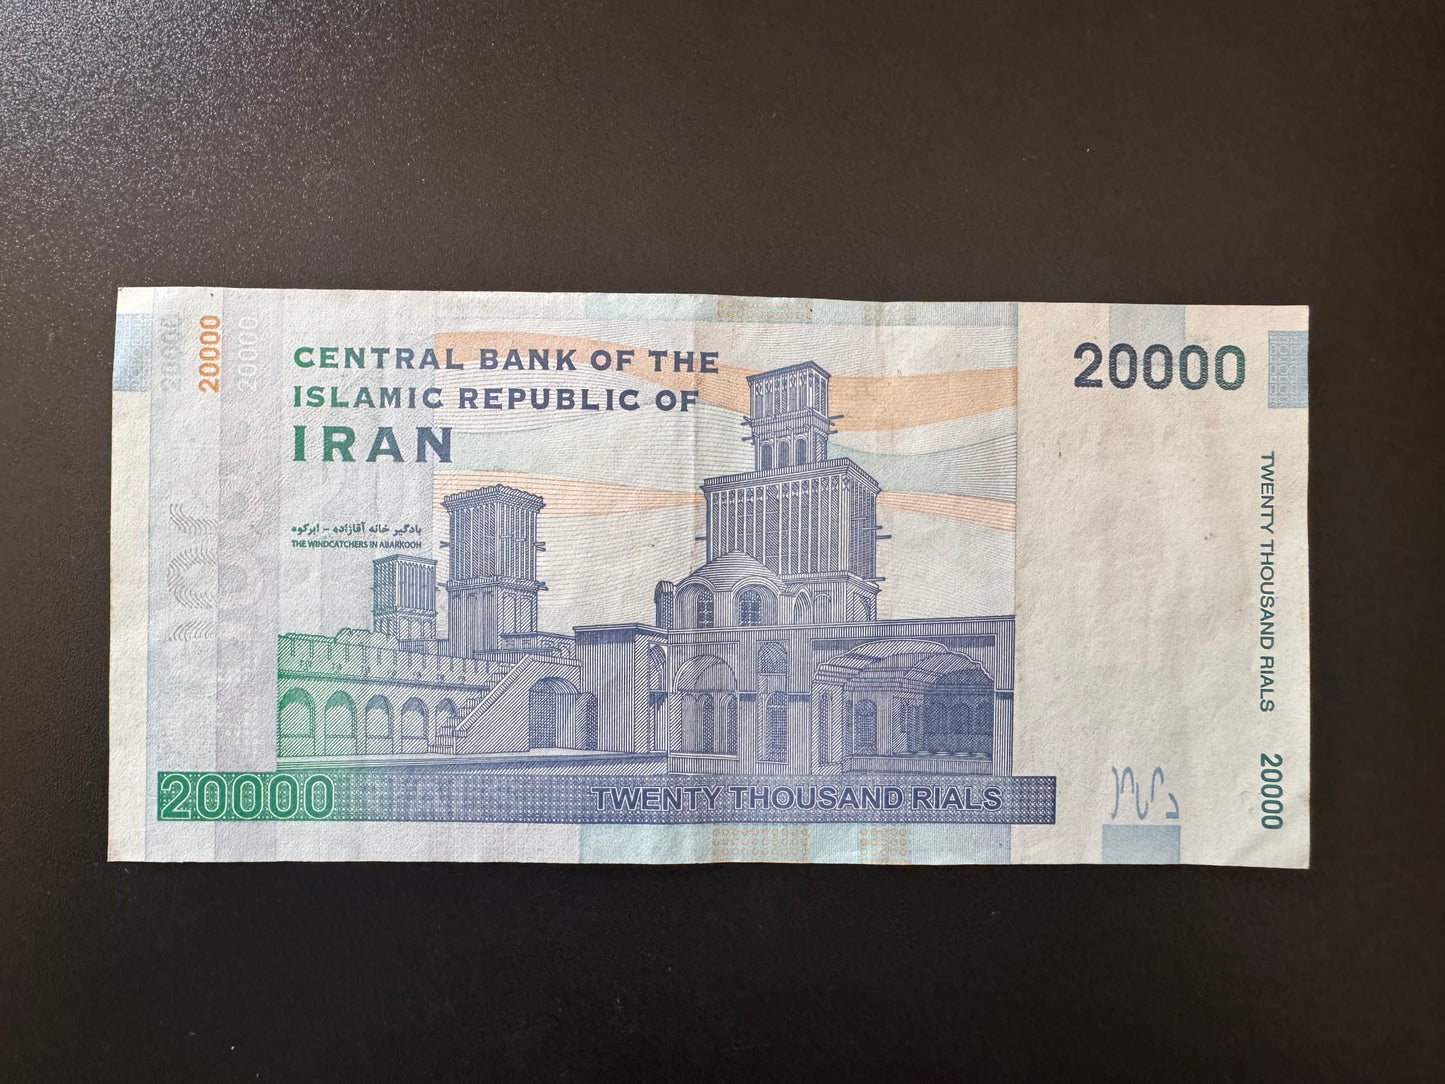 20000
20000
20000
CENTRAL BANK OF THE
ISLAMIC REPUBLIC OF
IRAN
بادگیر خانه آقازاده – ابرکوه
THE WINDCATCHERS IN ABARKOOH
20000
TWENTY THOUSAND RIALS
20000
TWENTY THOUSAND RIALS
20000